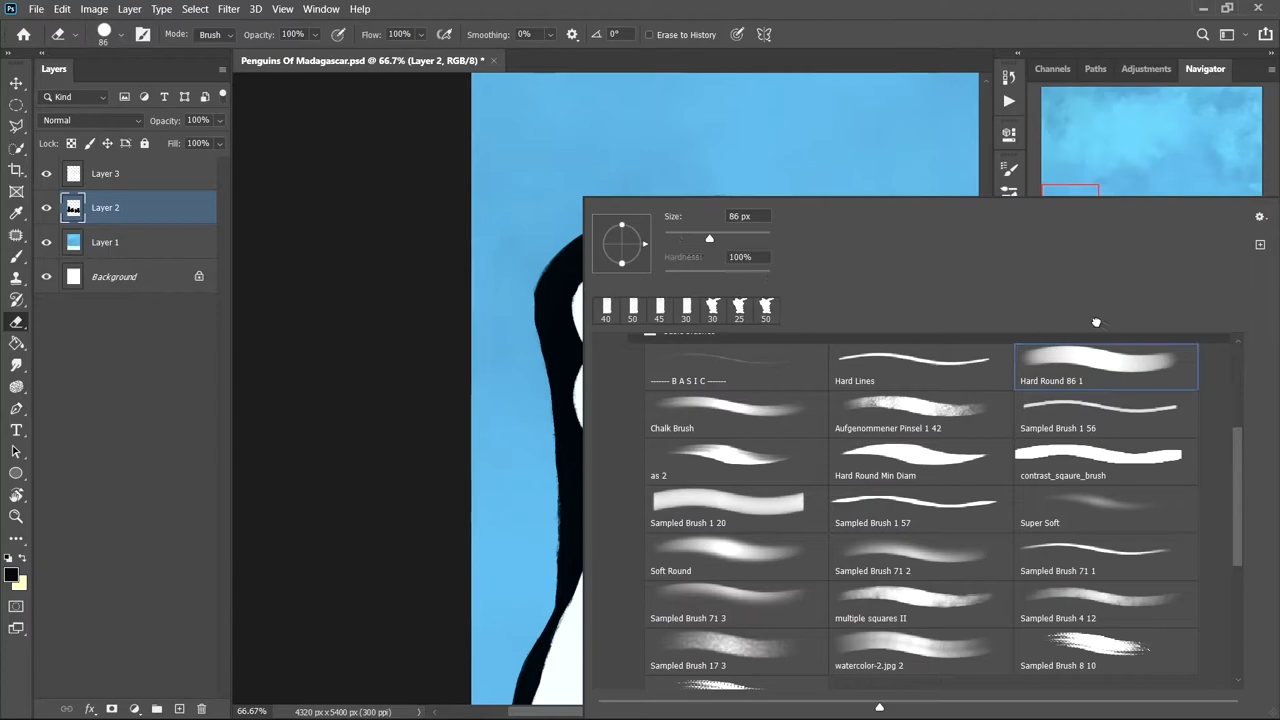 Ps File Edit Image Layer Type Select Filter 3D View Window Help
86 Mode: Brush Opacity: 100% Flow: 100% Smoothing: 0% 0° Erase to History
Layers
Penguins Of Madagascar.psd @ 66.7% (Layer 2, RGB/8) *
Channels Paths Adjustments Navigator
Kind
Normal Opacity: 100%
Lock: Fill: 100%
Layer 3
Layer 2
Layer 1
Background
Size: 86 px
Hardness: 100%
40 50 45 30 30 25 50
------- B A S I C ------- Hard Lines Hard Round 86 1
Chalk Brush Aufgenommener Pinsel 1 42 Sampled Brush 1 56
as 2 Hard Round Min Diam contrast_sqaure_brush
Sampled Brush 1 20 Sampled Brush 1 57 Super Soft
Soft Round Sampled Brush 71 2 Sampled Brush 71 1
Sampled Brush 71 3 multiple squares II Sampled Brush 4 12
Sampled Brush 17 3 watercolor-2.jpg 2 Sampled Brush 8 10
fx
66.67% 4320 px x 5400 px (300 ppi)